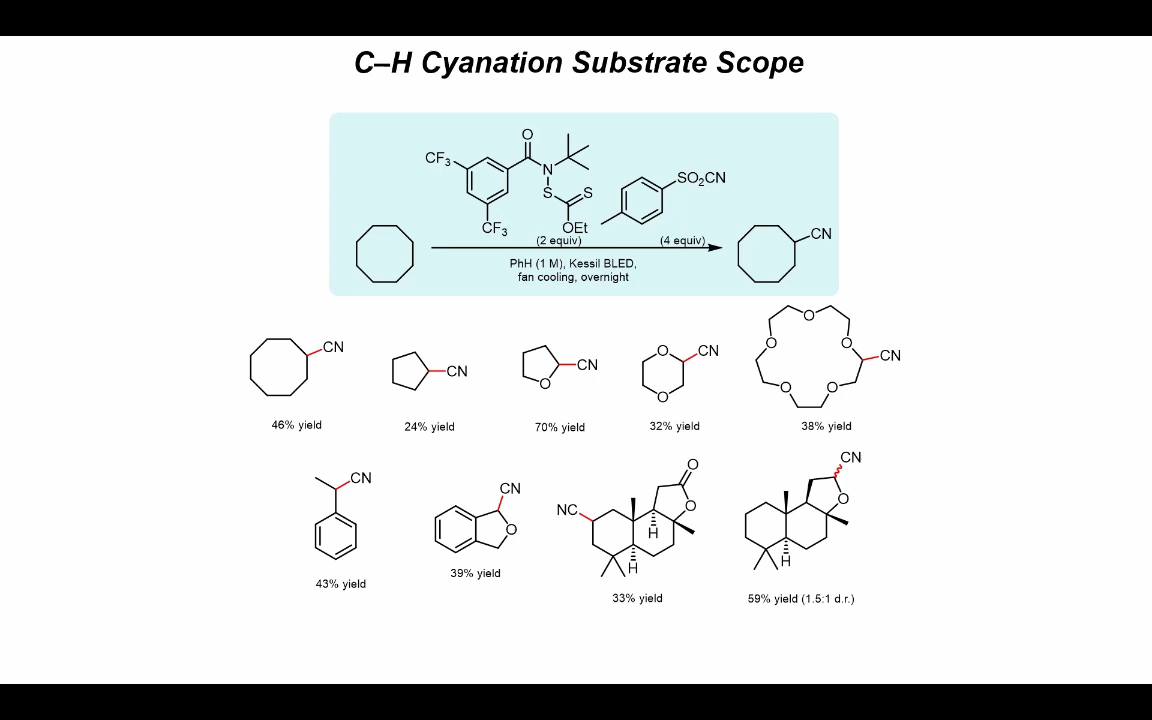 C–H Cyanation Substrate Scope
O
CF3
N
S
S
OEt
CF3
SO2CN
(2 equiv)
(4 equiv)
PhH (1 M), Kessil BLED,
fan cooling, overnight
CN
CN
46% yield
CN
O
24% yield
CN
O
70% yield
O
CN
O
32% yield
O
O
O
O
O
CN
38% yield
CN
43% yield
CN
O
39% yield
NC
O
O
H
H
33% yield
CN
O
H
59% yield (1.5:1 d.r.)